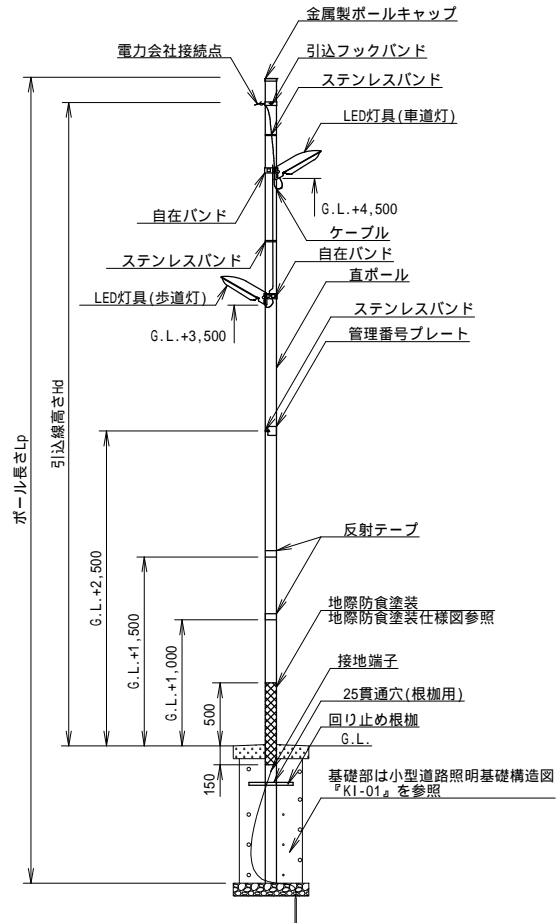 金属製ポールキャップ
電力会社接続点
引込フックバンド
ステンレスバンド
LED灯具(車道灯)
G.L.+4,500
自在バンド
ケーブル
ステンレスバンド
自在バンド
LED灯具(歩道灯)
直ポール
G.L.+3,500
ステンレスバンド
管理番号プレート
引込線高さHd
ポール長さLp
G.L.+2,500
反射テープ
G.L.+1,500
G.L.+1,000
地際防食塗装
地際防食塗装仕様図参照
接地端子
500
25貫通穴(根枷用)
回り止め根枷
G.L.
150
基礎部は小型道路照明基礎構造図
『KI-01』を参照